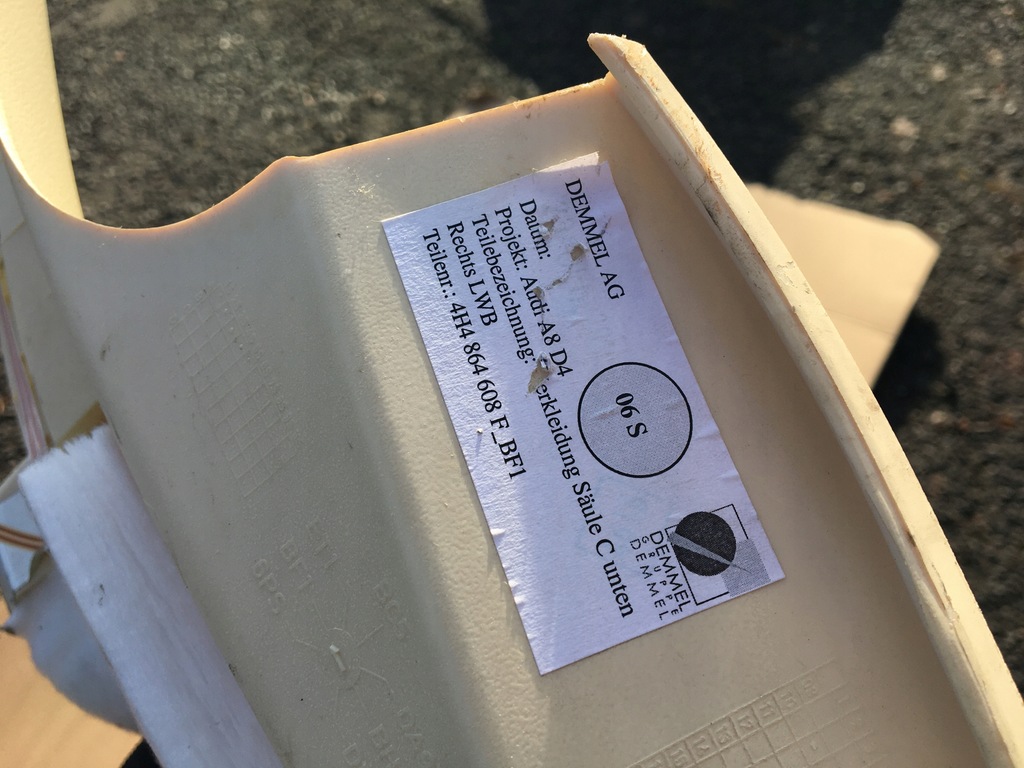 DEMMEL AG
Datum:
Projekt: Audi A8 D4
Teilebezeichnung: Verkleidung Säule C unten
Rechts LWB
Teilenr.: 4H4 864 608 F_BF1
06 S
DEMMEL
GRUPPE
DEMMEL
BF1